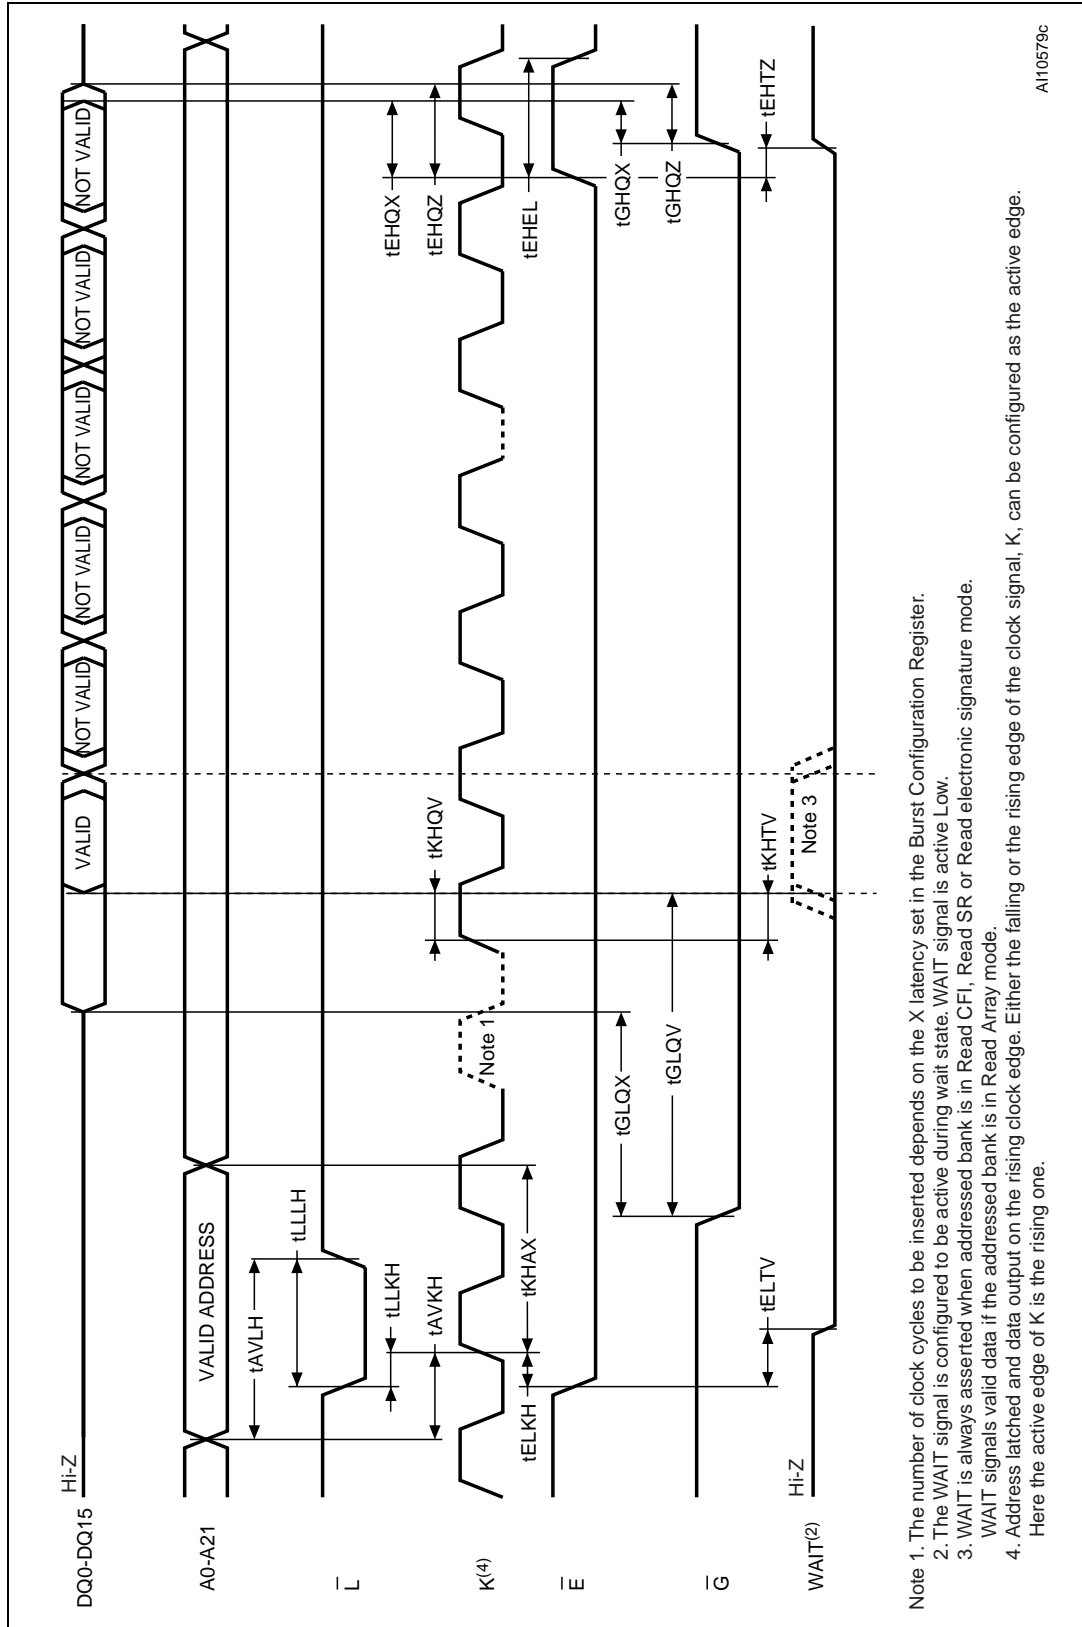 DQ0-DQ15
Hi-Z
VALID
NOT VALID
NOT VALID
NOT VALID
NOT VALID
NOT VALID
A0-A21
VALID ADDRESS
tAVLH
L
tLLLH
tLLKH
tAVKH
K(4)
Note 1
tKHQV
tEHQX
tEHQZ
tELKH
tKHAX
tEHEL
E
G
tGLQX
tGLQV
tGHQX
tGHQZ
tELTV
tKHTV
tEHTZ
WAIT(2)
Hi-Z
Note 3
Note 1. The number of clock cycles to be inserted depends on the X latency set in the Burst Configuration Register.
2. The WAIT signal is configured to be active during wait state. WAIT signal is active Low.
3. WAIT is always asserted when addressed bank is in Read CFI, Read SR or Read electronic signature mode.
WAIT signals valid data if the addressed bank is in Read Array mode.
4. Address latched and data output on the rising clock edge. Either the falling or the rising edge of the clock signal, K, can be configured as the active edge.
Here the active edge of K is the rising one.
AI10579c